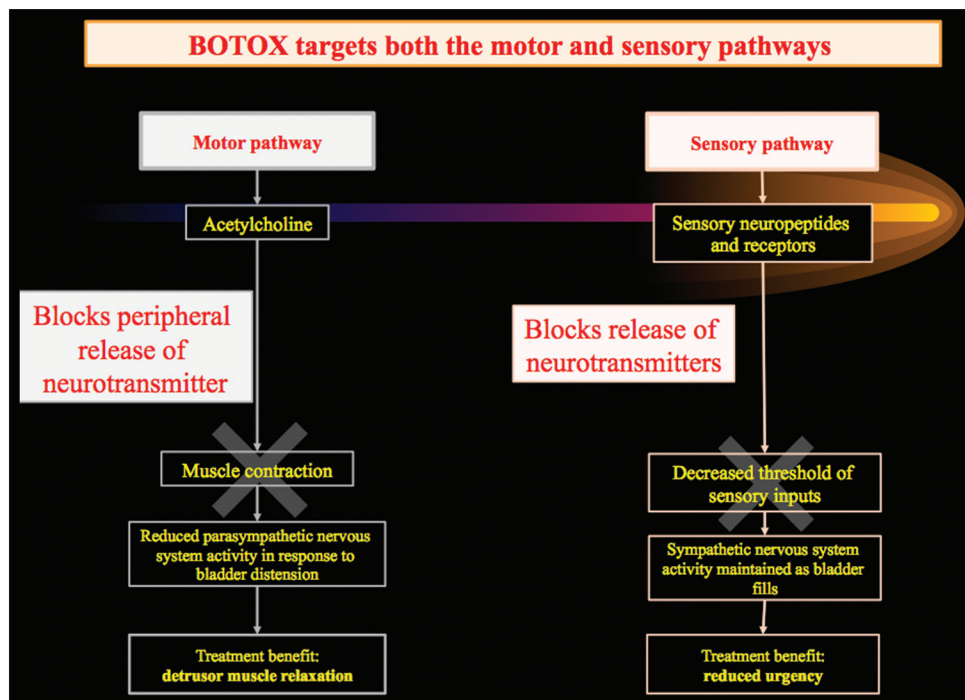 BOTOX targets both the motor and sensory pathways
Motor pathway
Acetylcholine
Blocks peripheral
release of
neurotransmitter
Muscle contraction
Reduced parasympathetic nervous
system activity in response to
bladder distension
Treatment benefit:
detrusor muscle relaxation
Sensory pathway
Sensory neuropeptides
and receptors
Blocks release of
neurotransmitters
Decreased threshold of
sensory inputs
Sympathetic nervous system
activity maintained as bladder
fills
Treatment benefit:
reduced urgency